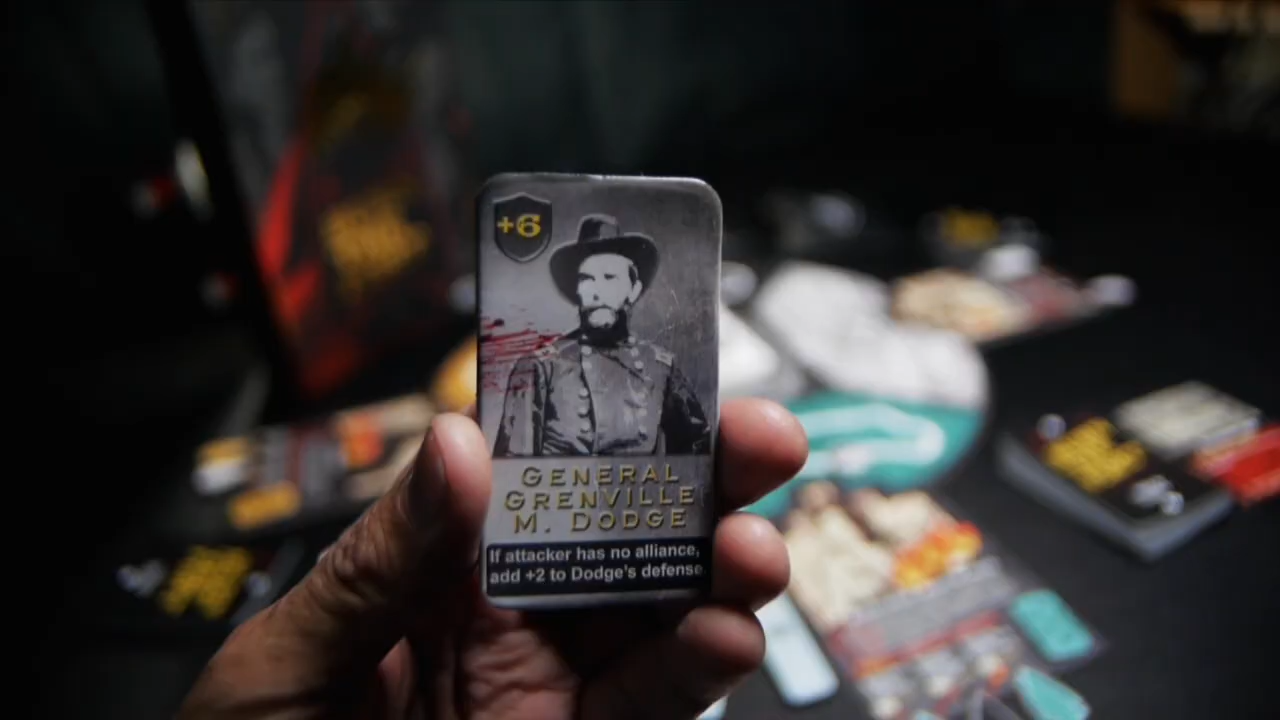 +6
GENERAL
GRENVILLE
M. DODGE
If attacker has no alliance,
add +2 to Dodge's defense